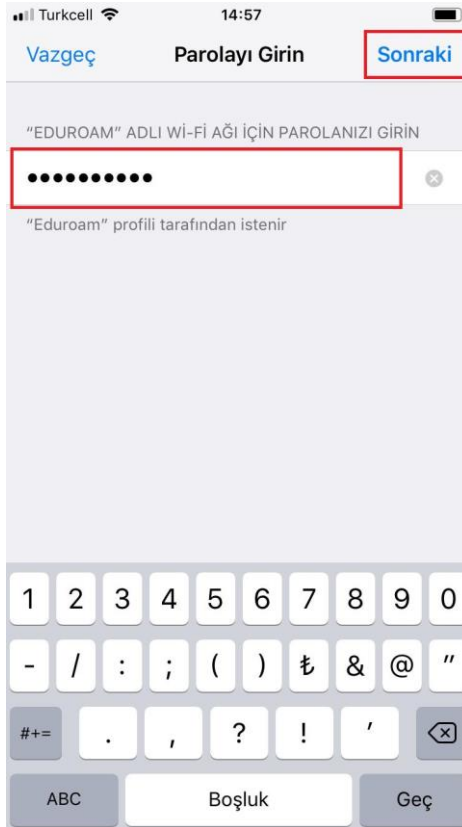 Turkcell 14:57
Vazgeç Parolayı Girin Sonraki
“EDUROAM” ADLI Wİ-Fİ AĞI İÇİN PAROLANIZI GİRİN
●●●●●●●●●●
“Eduroam” profili tarafından istenir
1 2 3 4 5 6 7 8 9 0
- / : ; ( ) ₺ & @ "
#+= . , ? ! ’
ABC Boşluk Geç